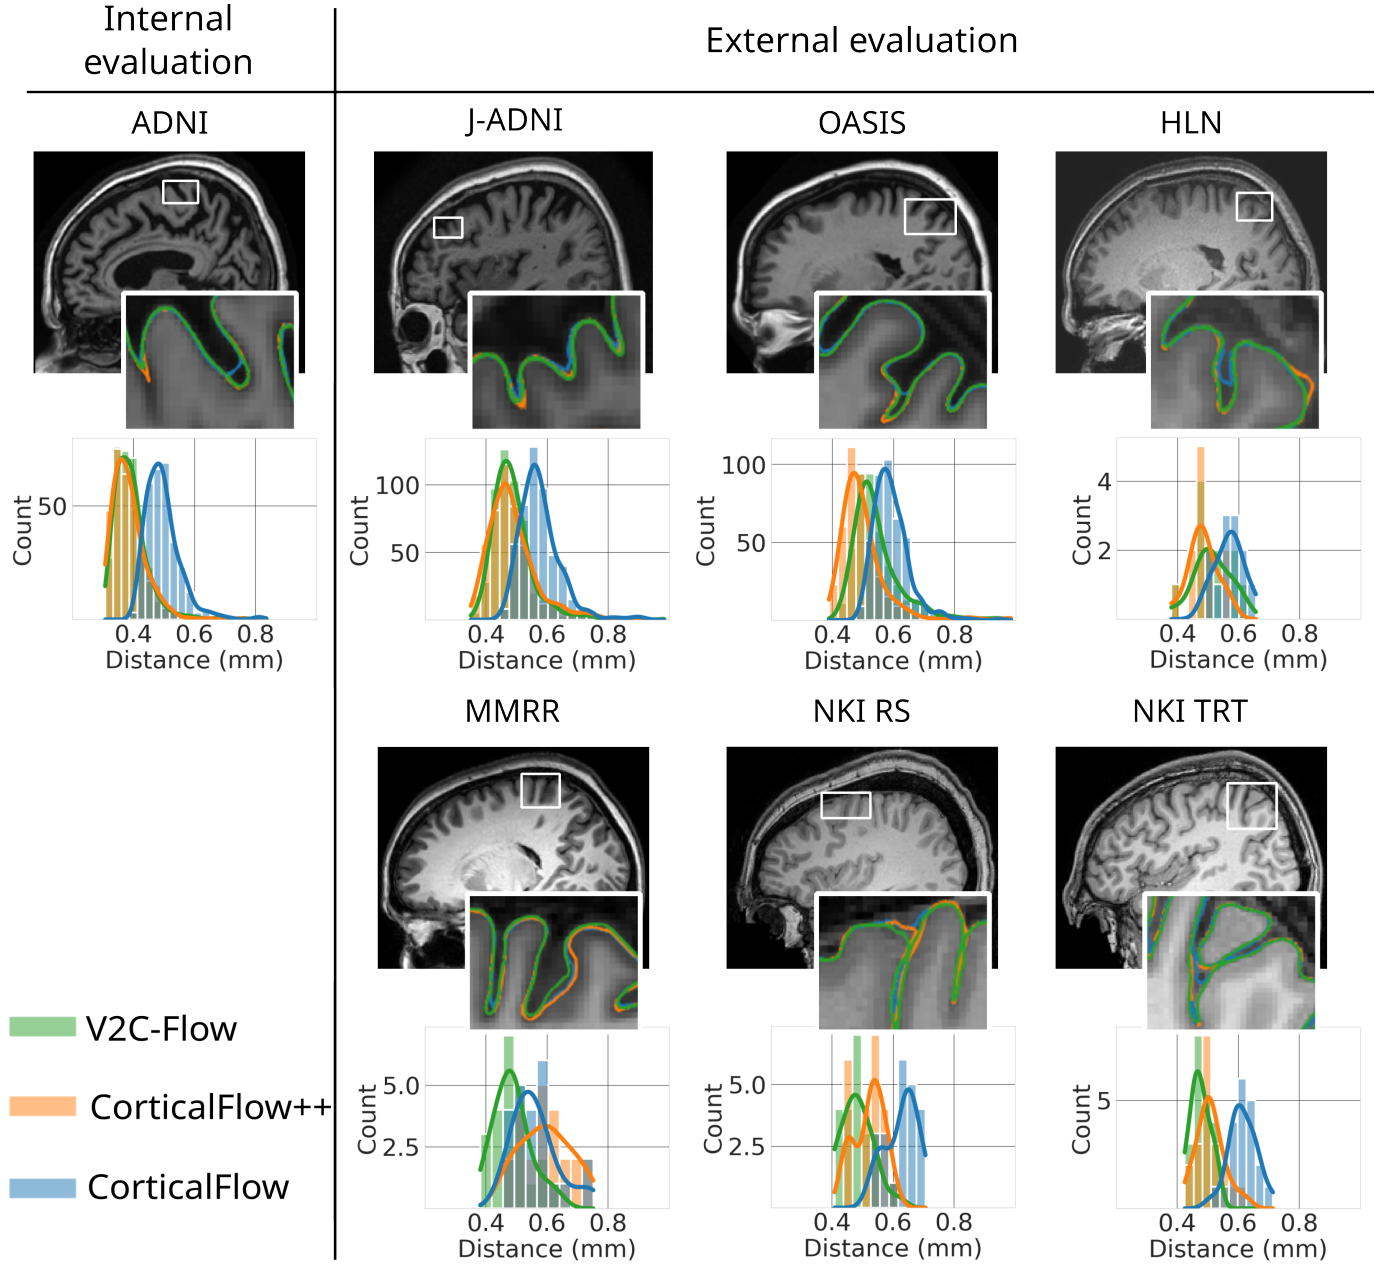 Internal
evaluation
External evaluation
ADNI
J-ADNI
OASIS
HLN
50
Count
0.4 0.6 0.8
Distance (mm)
100
50
Count
0.4 0.6 0.8
Distance (mm)
100
50
Count
0.4 0.6 0.8
Distance (mm)
4
2
Count
0.4 0.6 0.8
Distance (mm)
MMRR
NKI RS
NKI TRT
5.0
2.5
Count
0.4 0.6 0.8
Distance (mm)
5.0
2.5
Count
0.4 0.6 0.8
Distance (mm)
5
Count
0.4 0.6 0.8
Distance (mm)
V2C-Flow
CorticalFlow++
CorticalFlow